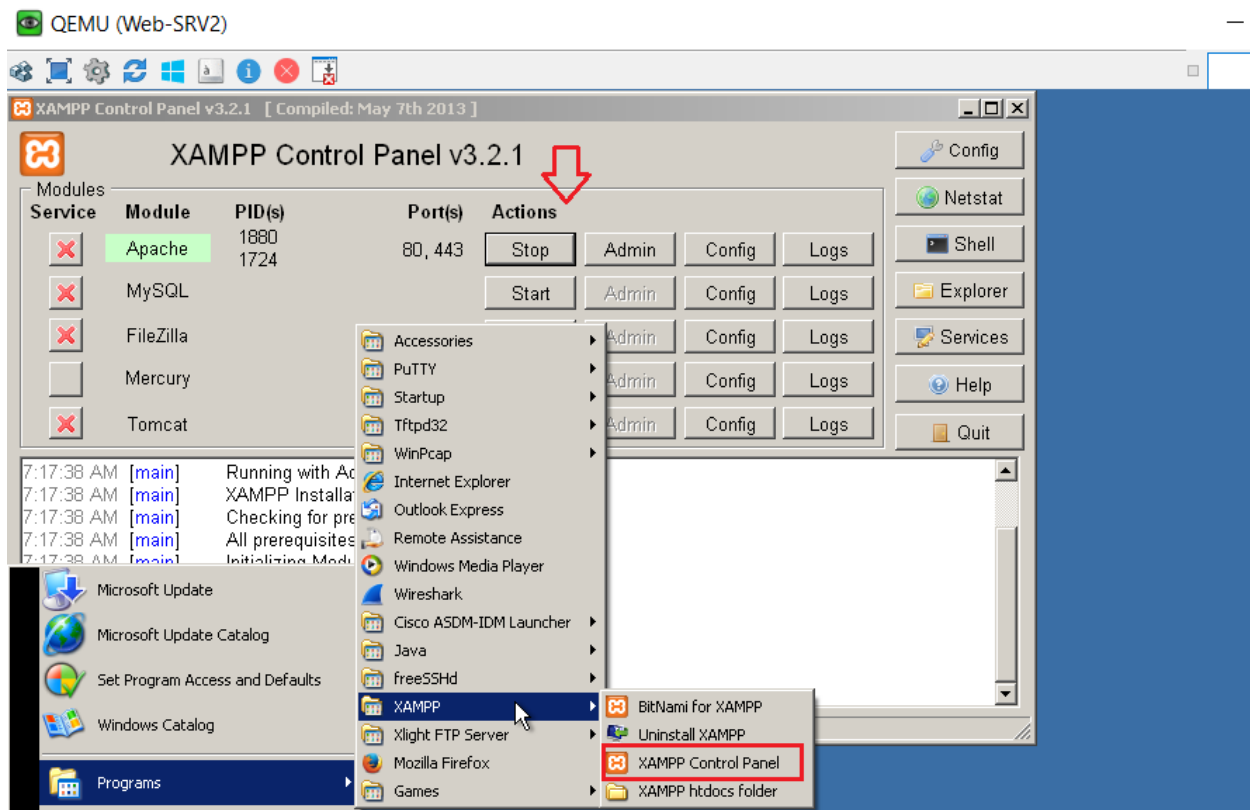 QEMU (Web-SRV2)
XAMPP Control Panel v3.2.1 [ Compiled: May 7th 2013 ]
XAMPP Control Panel v3.2.1
Config
Modules
Service Module PID(s) Port(s) Actions
Netstat
Apache 1880 1724 80, 443 Stop Admin Config Logs
Shell
MySQL Start Admin Config Logs
Explorer
FileZilla Admin Config Logs
Services
Mercury Admin Config Logs
Help
Tomcat Admin Config Logs
Quit
7:17:38 AM [main] Running with Ad
7:17:38 AM [main] XAMPP Installa
7:17:38 AM [main] Checking for pre
7:17:38 AM [main] All prerequisites
7:17:38 AM [main] Initializing Modu
Microsoft Update
Microsoft Update Catalog
Set Program Access and Defaults
Windows Catalog
Programs
Accessories
PuTTY
Startup
Tftpd32
WinPcap
Internet Explorer
Outlook Express
Remote Assistance
Windows Media Player
Wireshark
Cisco ASDM-IDM Launcher
Java
freeSSHd
XAMPP
Xlight FTP Server
Mozilla Firefox
Games
BitNami for XAMPP
Uninstall XAMPP
XAMPP Control Panel
XAMPP htdocs folder